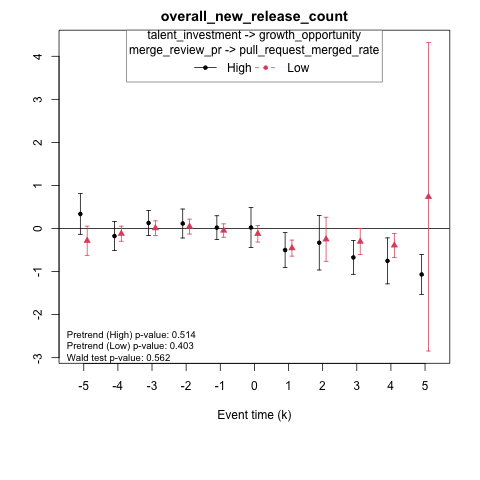 overall_new_release_count
talent_investment -> growth_opportunity
merge_review_pr -> pull_request_merged_rate
High Low
4
3
2
1
0
-1
-2
-3
Pretrend (High) p-value: 0.514
Pretrend (Low) p-value: 0.403
Wald test p-value: 0.562
-5 -4 -3 -2 -1 0 1 2 3 4 5
Event time (k)